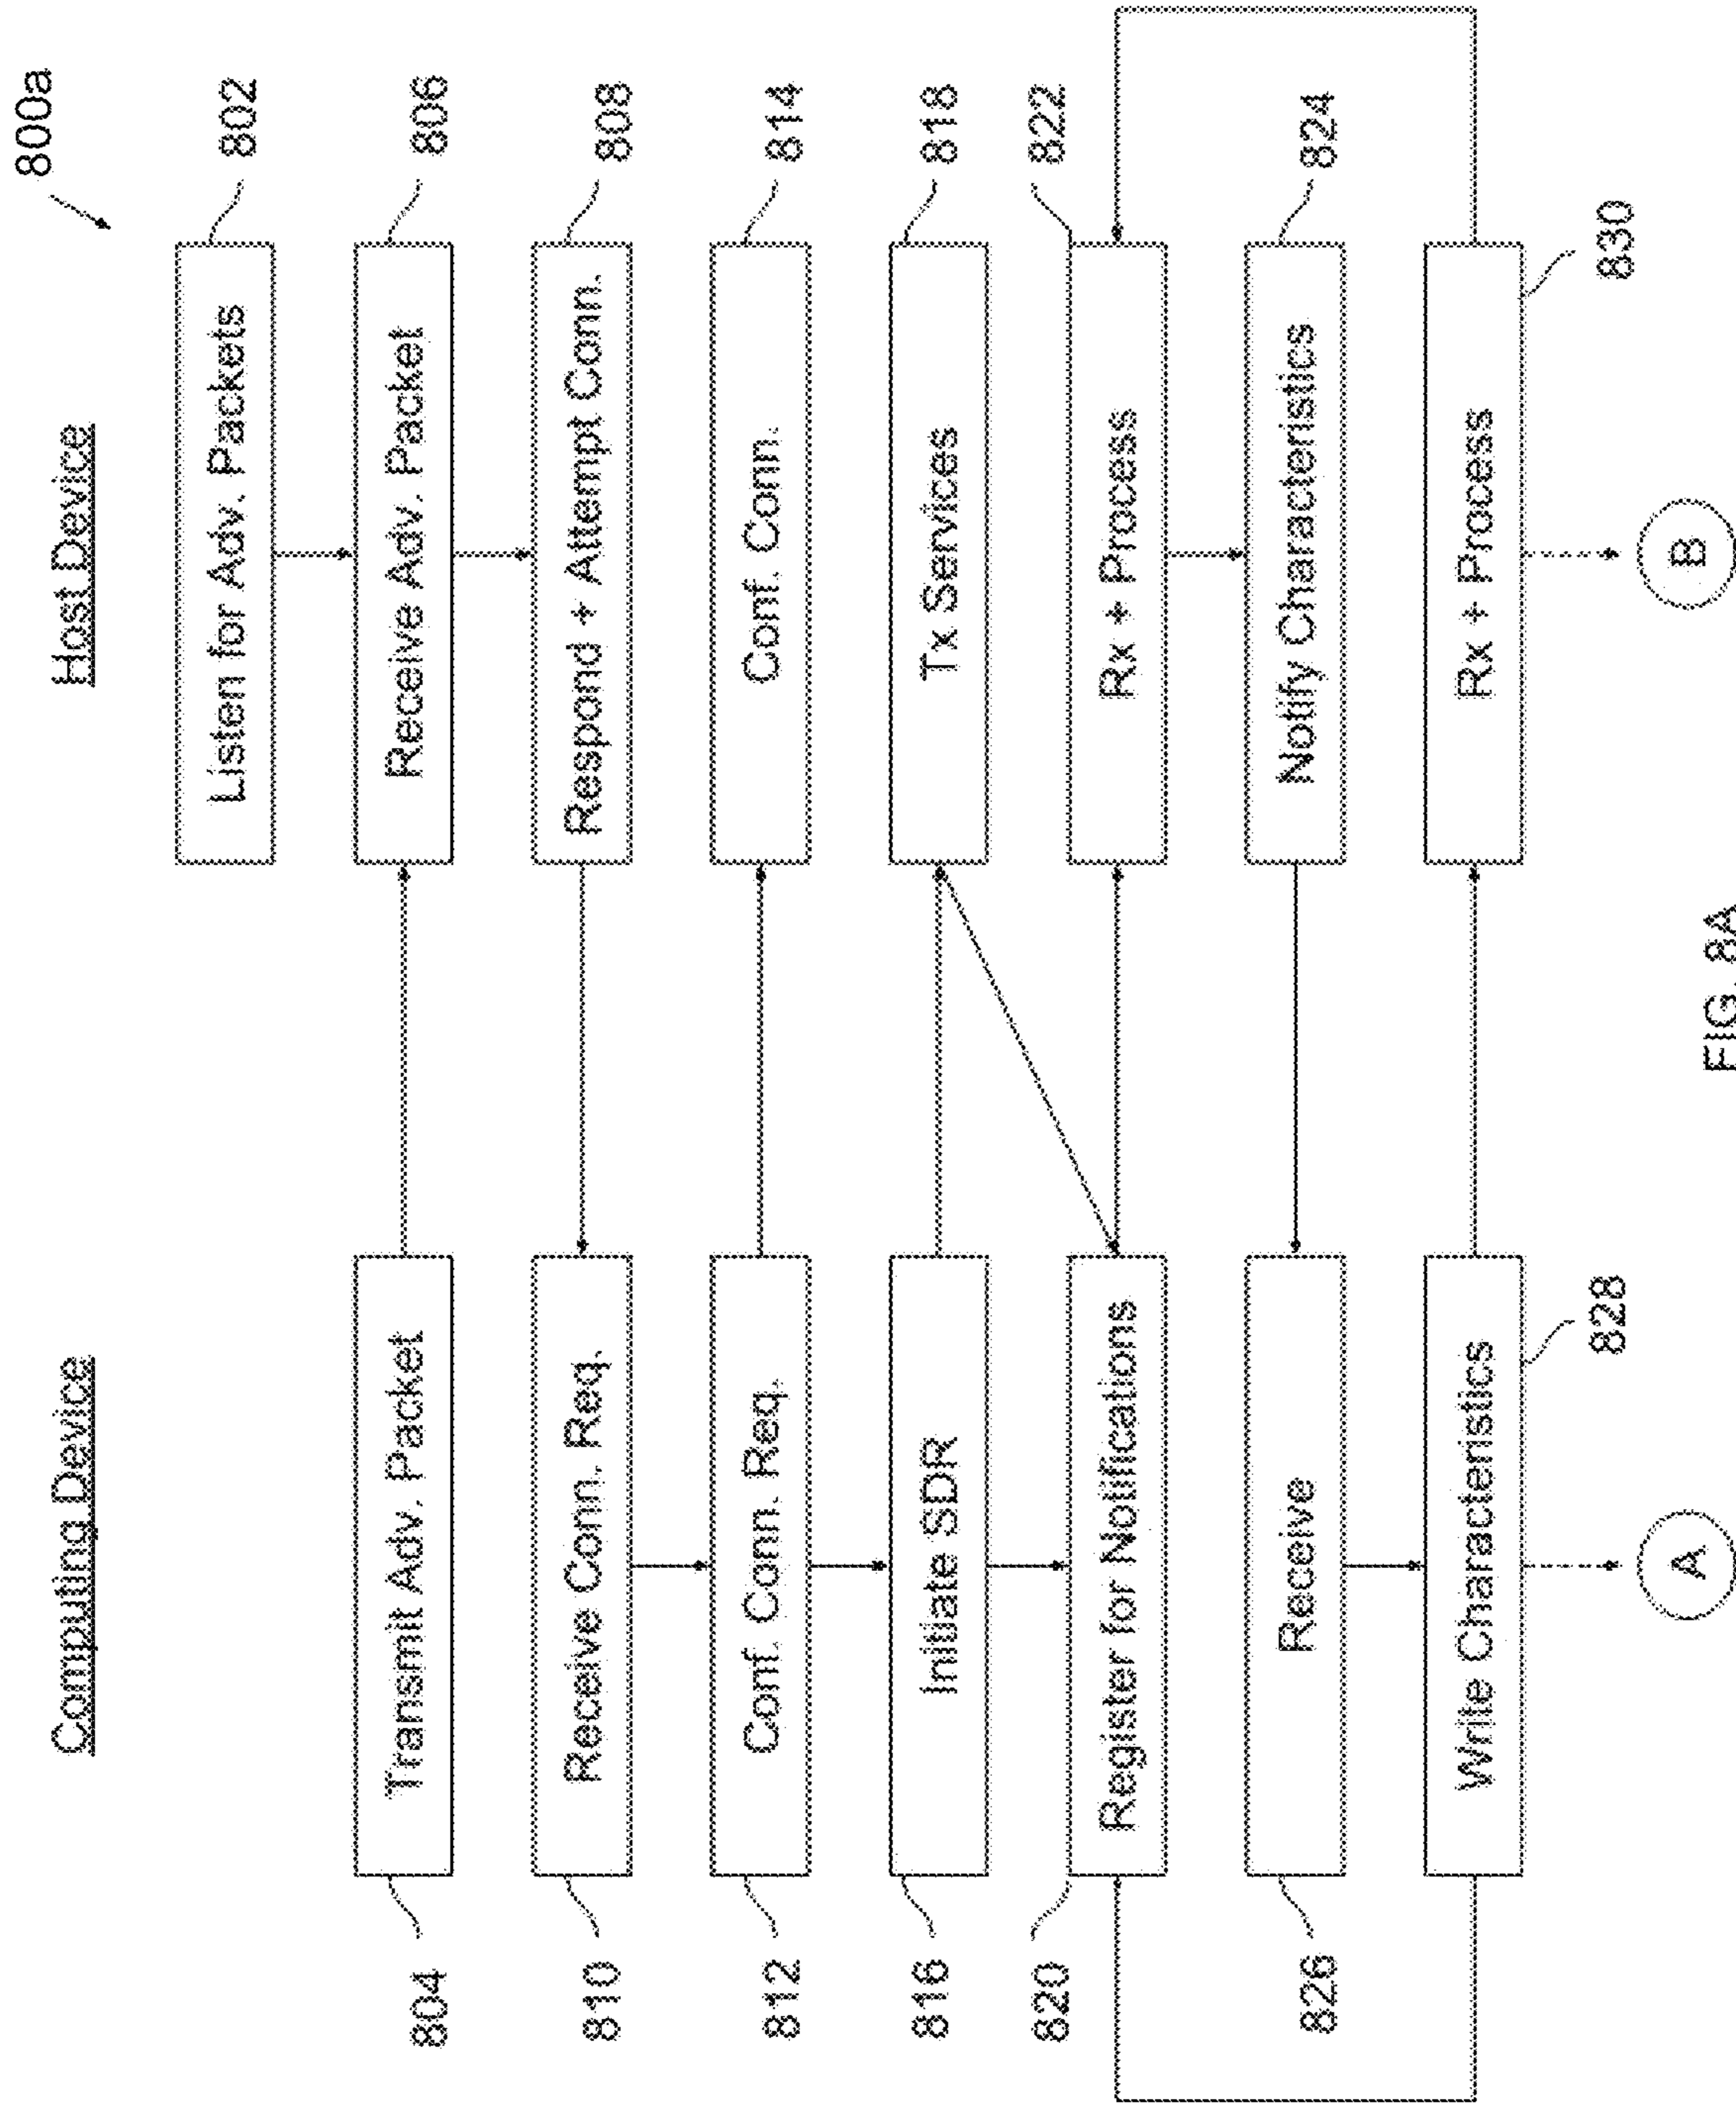 800a
Computing Device
Host Device
Listen for Adv. Packets
802
804
Transmit Adv. Packet
Receive Adv. Packet
806
810
Receive Conn. Req.
Respond + Attempt Conn.
808
812
Conf. Conn. Req.
Conf. Conn.
814
816
Initiate SDR
Tx Services
818
820
Register for Notifications
Rx + Process
822
826
Receive
Notify Characteristics
824
Write Characteristics
828
Rx + Process
830
A
B
FIG. 8A